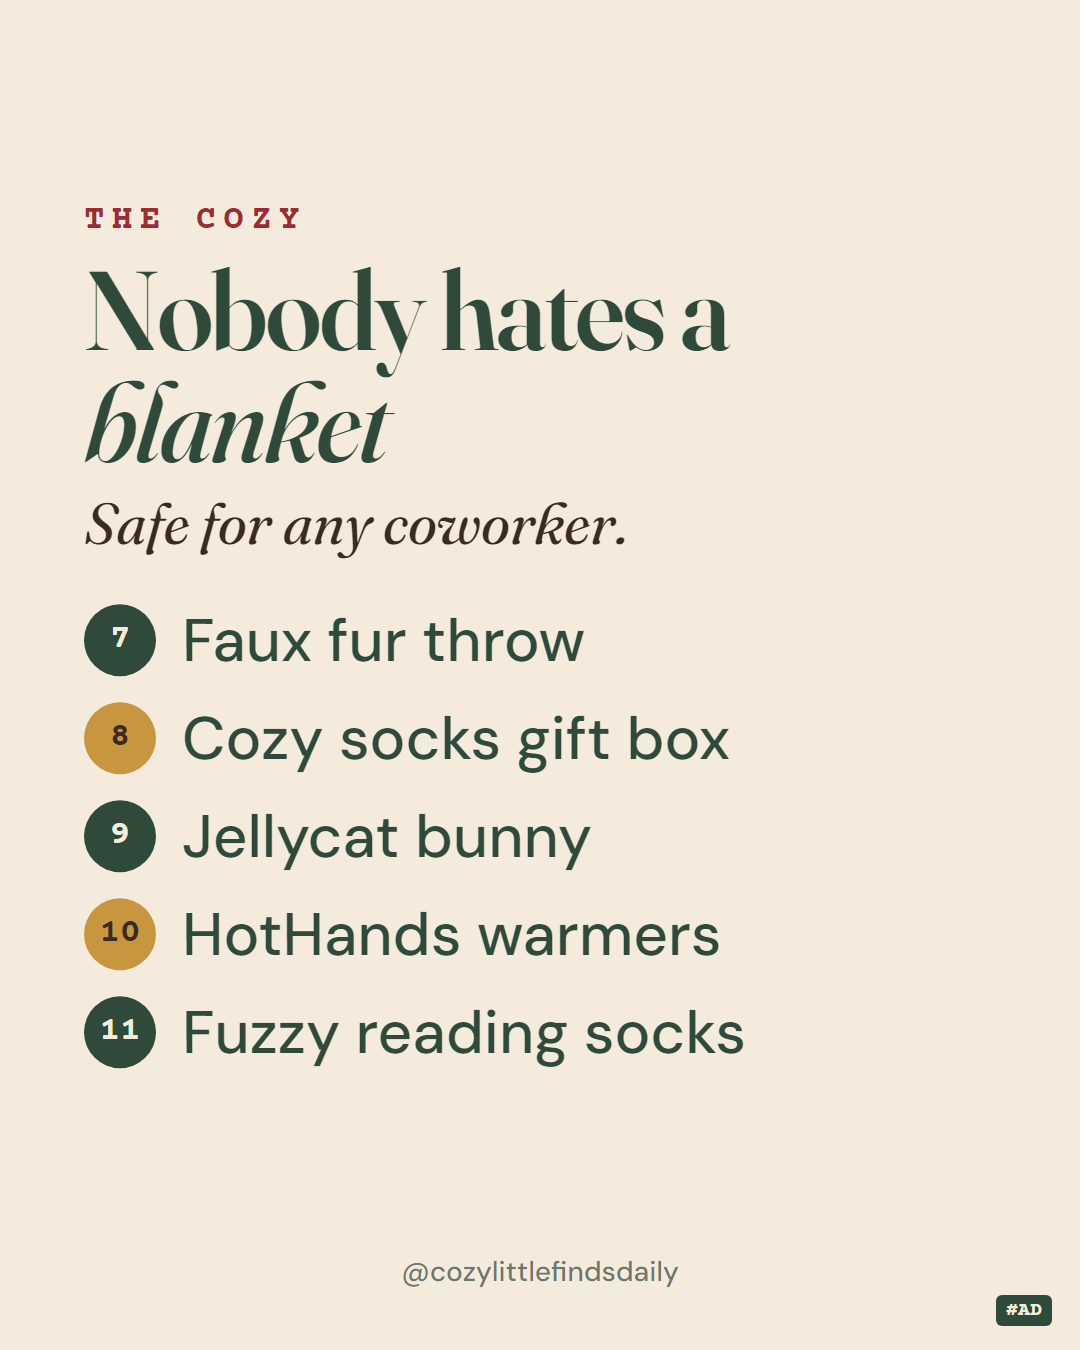 THE COZY
Nobody hates a
blanket
Safe for any coworker.
7 Faux fur throw
8 Cozy socks gift box
9 Jellycat bunny
10 HotHands warmers
11 Fuzzy reading socks
@cozylittlefindsdaily
#AD